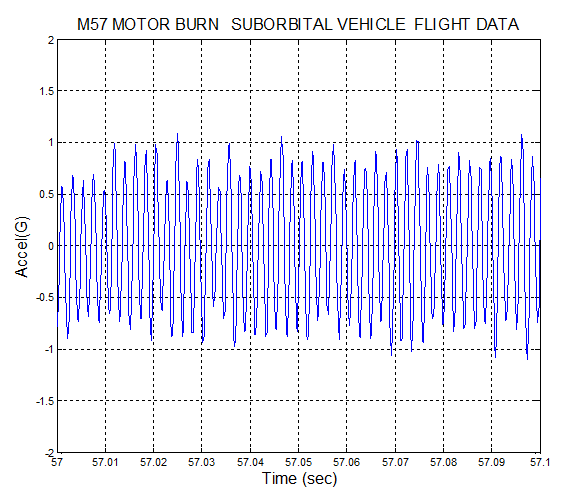 M57 MOTOR BURN   SUBORBITAL VEHICLE  FLIGHT DATA
2
1.5
1
0.5
0
-0.5
-1
-1.5
-2
Accel(G)
57 57.01 57.02 57.03 57.04 57.05 57.06 57.07 57.08 57.09 57.1
Time (sec)